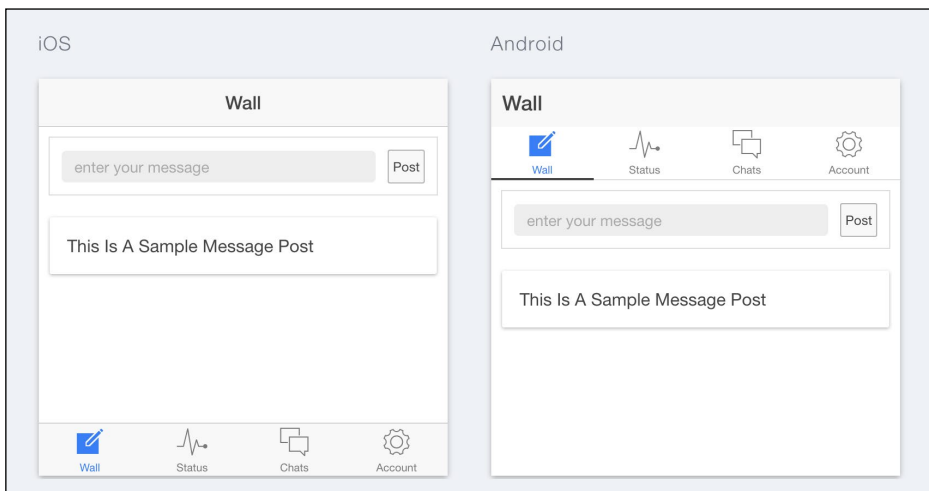 iOS
Wall
enter your message
Post
This Is A Sample Message Post
Wall Status Chats Account
Android
Wall
Wall Status Chats Account
enter your message
Post
This Is A Sample Message Post